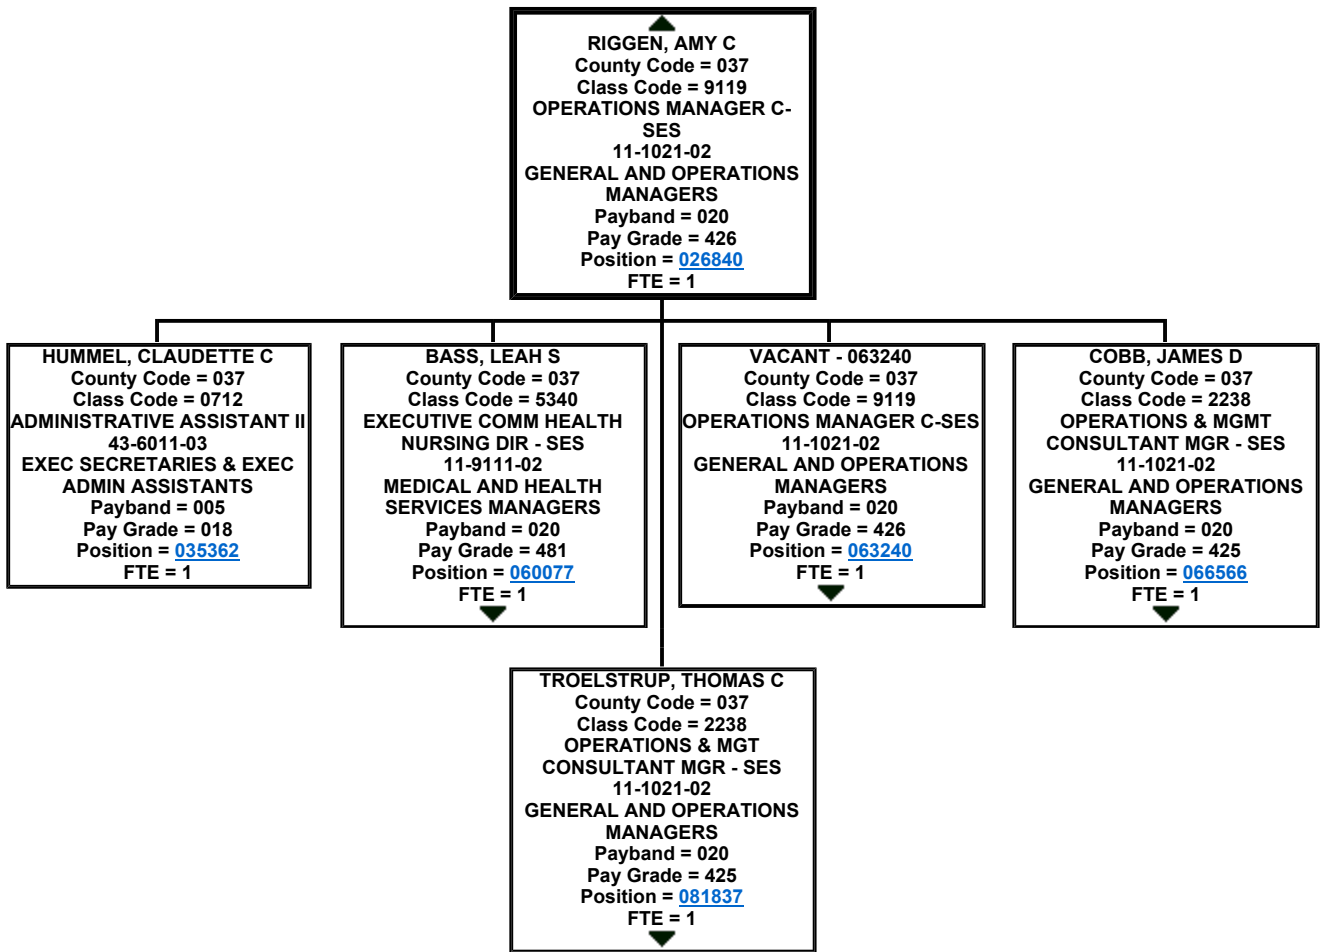 RIGGEN, AMY C
County Code = 037
Class Code = 9119
OPERATIONS MANAGER C-
SES
11-1021-02
GENERAL AND OPERATIONS
MANAGERS
Payband = 020
Pay Grade = 426
Position = 026840
FTE = 1
HUMMEL, CLAUDETTE C
County Code = 037
Class Code = 0712
ADMINISTRATIVE ASSISTANT II
43-6011-03
EXEC SECRETARIES & EXEC
ADMIN ASSISTANTS
Payband = 005
Pay Grade = 018
Position = 035362
FTE = 1
BASS, LEAH S
County Code = 037
Class Code = 5340
EXECUTIVE COMM HEALTH
NURSING DIR - SES
11-9111-02
MEDICAL AND HEALTH
SERVICES MANAGERS
Payband = 020
Pay Grade = 481
Position = 060077
FTE = 1
VACANT - 063240
County Code = 037
Class Code = 9119
OPERATIONS MANAGER C-SES
11-1021-02
GENERAL AND OPERATIONS
MANAGERS
Payband = 020
Pay Grade = 426
Position = 063240
FTE = 1
COBB, JAMES D
County Code = 037
Class Code = 2238
OPERATIONS & MGMT
CONSULTANT MGR - SES
11-1021-02
GENERAL AND OPERATIONS
MANAGERS
Payband = 020
Pay Grade = 425
Position = 066566
FTE = 1
TROELSTRUP, THOMAS C
County Code = 037
Class Code = 2238
OPERATIONS & MGT
CONSULTANT MGR - SES
11-1021-02
GENERAL AND OPERATIONS
MANAGERS
Payband = 020
Pay Grade = 425
Position = 081837
FTE = 1